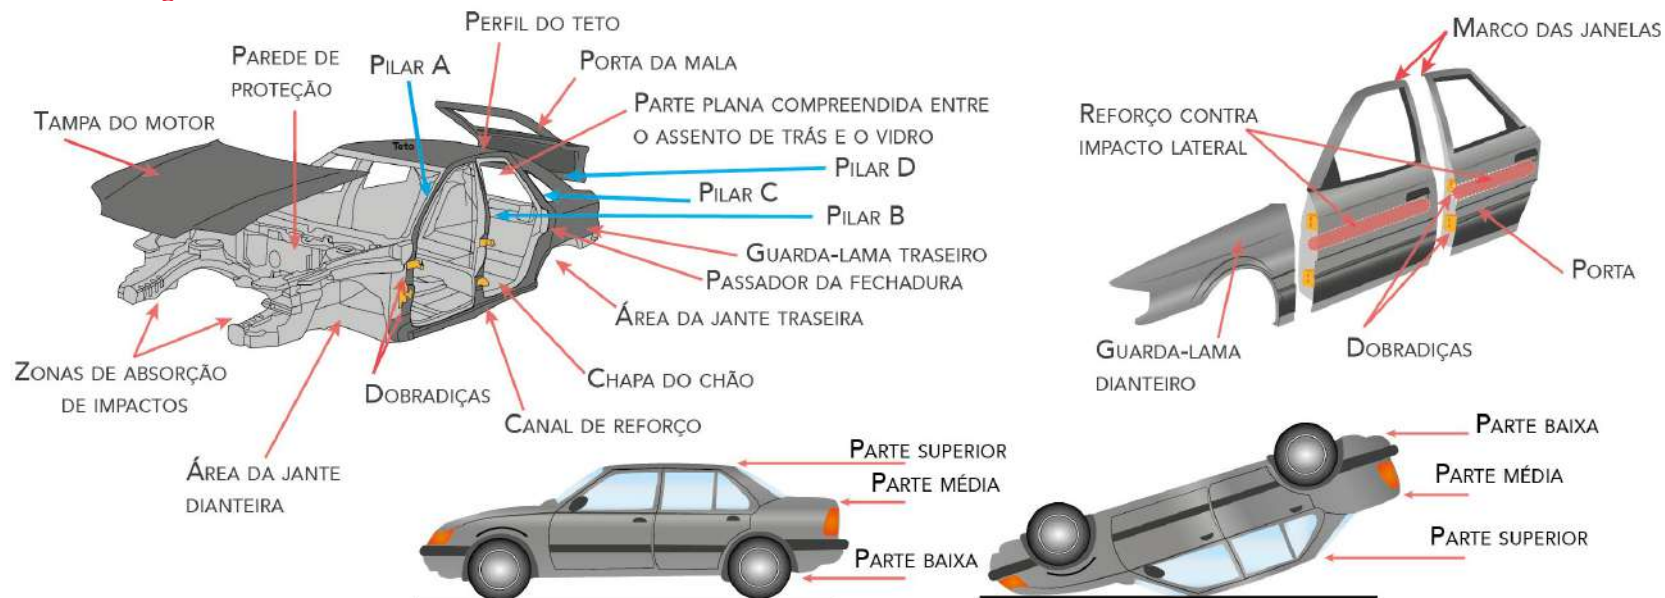 Perfil do teto
Parede de
proteção
Pilar A
Porta da mala
Tampa do motor
Teto
Parte plana compreendida entre
o assento de trás e o vidro
Pilar D
Pilar C
Pilar B
Guarda-lama traseiro
Passador da fechadura
Área da jante traseira
Zonas de absorção
de impactos
Dobradiças
Chapa do chão
Canal de reforço
Área da jante
dianteira
Marco das janelas
Reforço contra
impacto lateral
Porta
Guarda-lama
dianteiro
Dobradiças
Parte superior
Parte média
Parte baixa
Parte baixa
Parte média
Parte superior